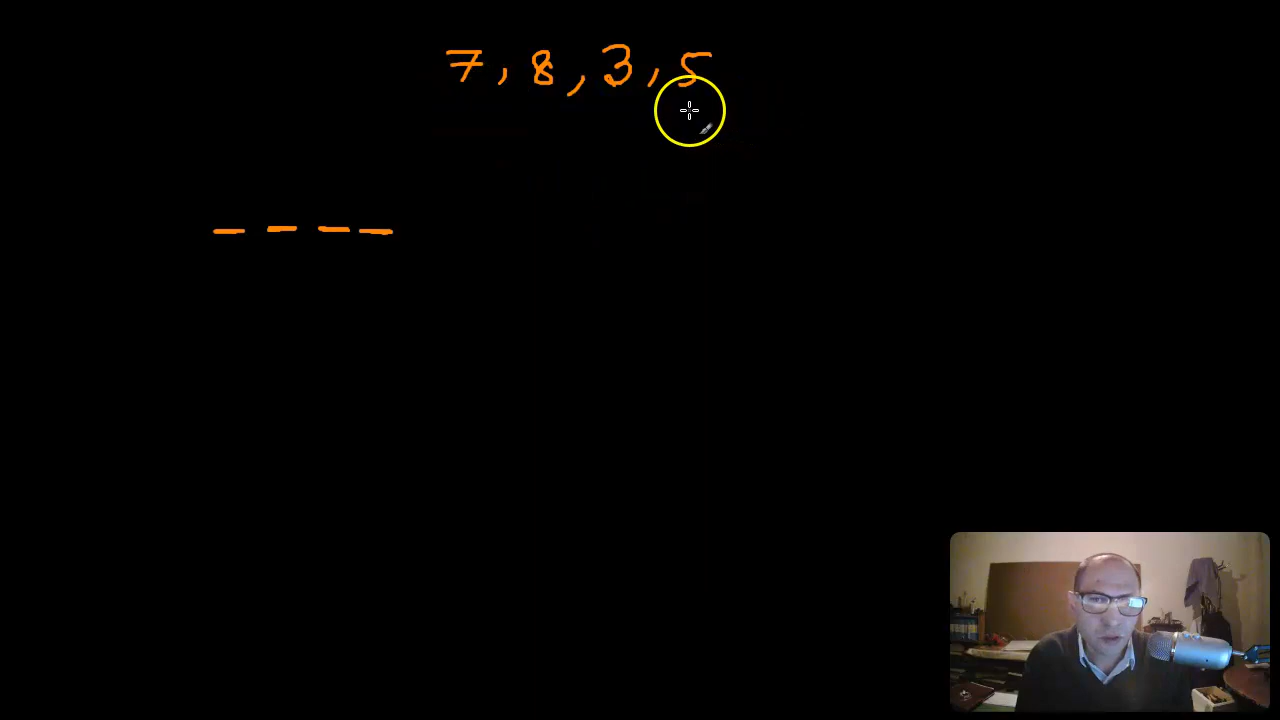 7, 8, 3, 5
_ _ _ _